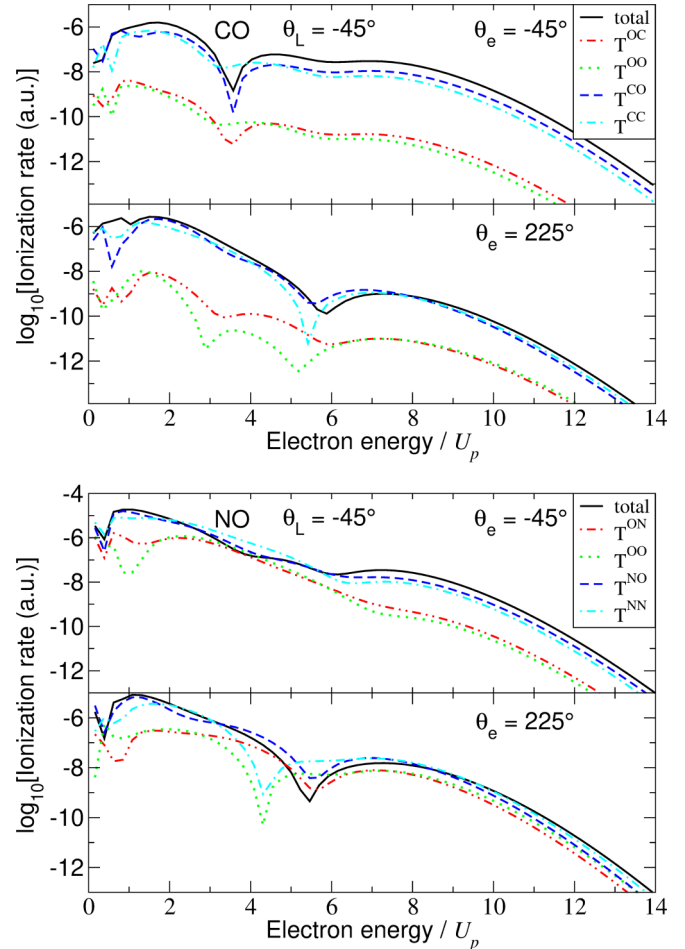 CO θL = -45° θe = -45°
total
T^OC
T^OO
T^CO
T^CC
-6
-8
-10
-12
θe = 225°
-6
-8
-10
-12
log10[Ionization rate (a.u.)]
0 2 4 6 8 10 12 14
Electron energy / Up
-4
NO θL = -45° θe = -45°
total
T^ON
T^OO
T^NO
T^NN
-6
-8
-10
-12
θe = 225°
-6
-8
-10
-12
log10[Ionization rate (a.u.)]
0 2 4 6 8 10 12 14
Electron energy / Up